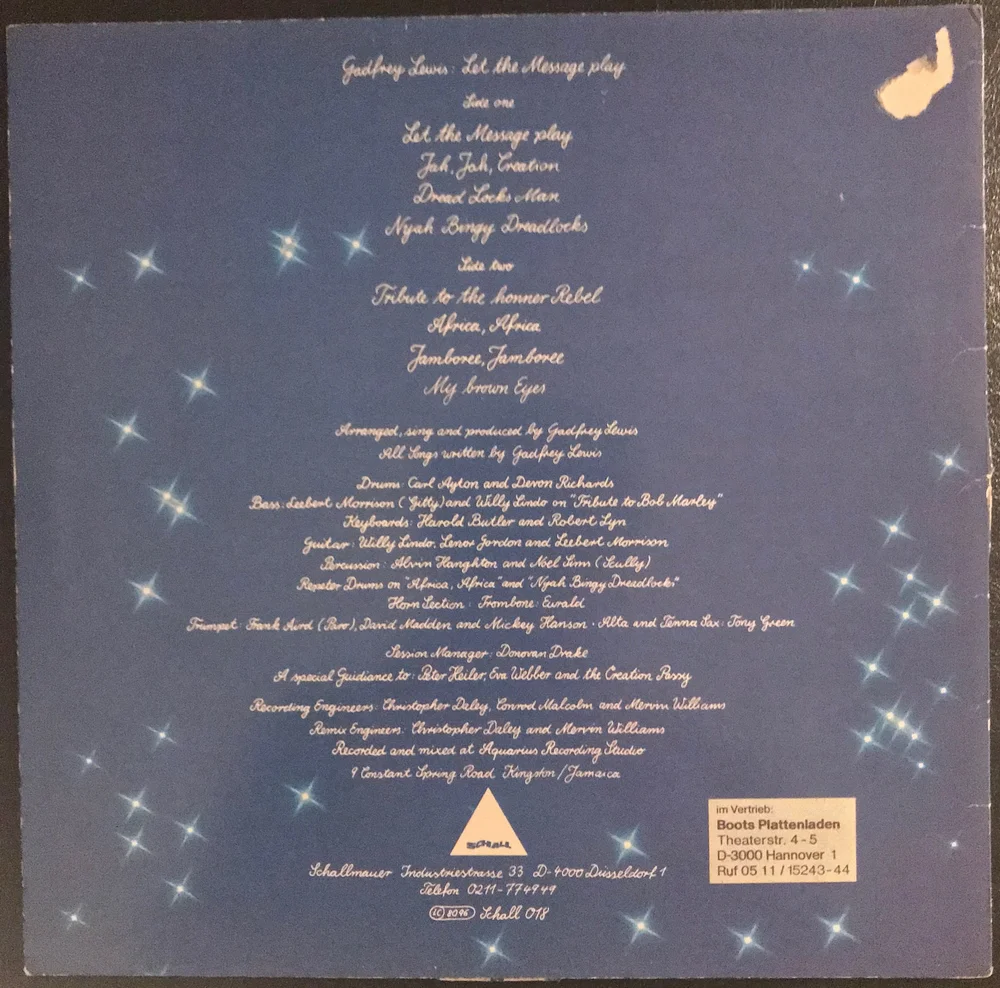 Gadfrey Lewis: Let the Message play
Side one
Let the Message play
Jah, Jah, Creation
Dread Locks Man
Nyah Bingy Dreadlocks
Side two
Tribute to the honner Rebel
Africa, Africa
Jamboree, Jamboree
My brown Eyes
Arranged, sing and produced by Gadfrey Lewis
All Songs written by Gadfrey Lewis
Drums: Carl Ayton and Devon Richards
Bass: Leebert Morrison (Gitty) and Willy Lindo on "Tribute to Bob Marley"
Keyboards: Harold Butler and Robert Lyn
Guitar: Willy Lindo, Lenor Jordon and Leebert Morrison
Percussion: Alvin Hanghton and Noel Sims (Scully)
Repeter Drums on "Africa, Africa" and "Nyah Bingy Dreadlocks"
Horn Section: Trombone: Ewald
Trumpet: Frank Aird (Paro), David Madden and Mickey Hanson · Alta and Tenna Sax: Tony Green
Session Manager: Donovan Drake
A special Guidiance to: Peter Heiler, Eva Webber and the Creation Possy
Recording Engineers: Christopher Daley, Conrod Malcolm and Mervin Williams
Remix Engineers: Christopher Daley and Mervin Williams
Recorded and mixed at Aquarius Recording Studio
9 Constant Spring Road Kingston/Jamaica
SCHALL
Schallmauer Industriestrasse 33 D-4000 Düsseldorf 1
Telefon 0211-774949
LC 8096 Schall 018
im Vertrieb:
Boots Plattenladen
Theaterstr. 4-5
D-3000 Hannover 1
Ruf 05 11 / 15243-44